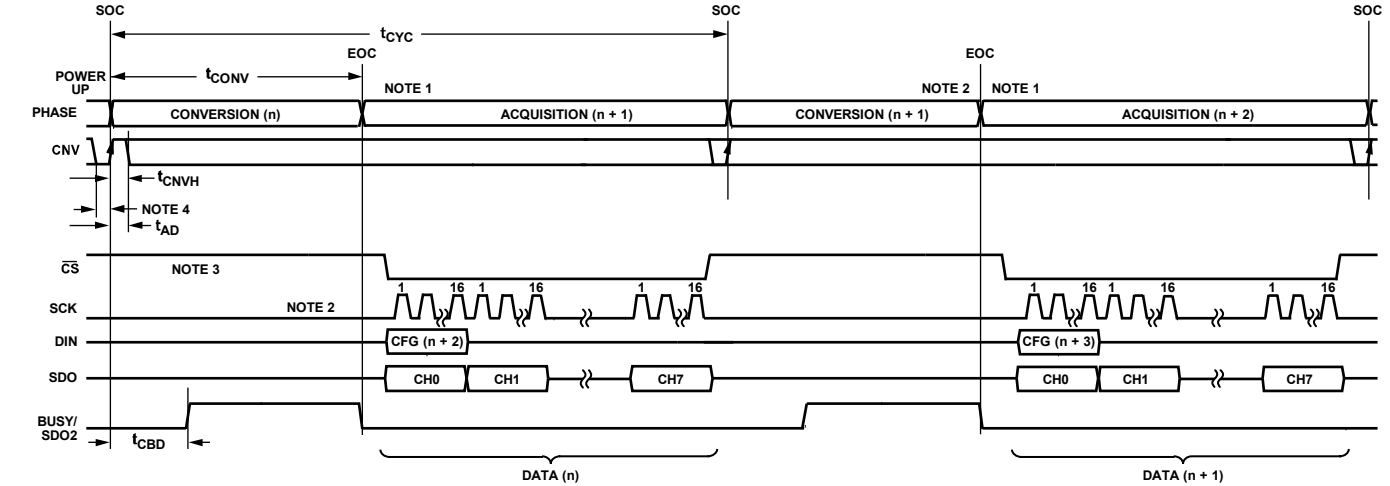 SOC SOC SOC
tCYC
EOC EOC
tCONV
POWER UP
NOTE 1 NOTE 2 NOTE 1
PHASE CONVERSION (n) ACQUISITION (n + 1) CONVERSION (n + 1) ACQUISITION (n + 2)
CNV
tCNVH
NOTE 4
tAD
CS NOTE 3
1 16 1 16 1 16 1 16 1 16 1 16
SCK NOTE 2
DIN CFG (n + 2) CFG (n + 3)
SDO CH0 CH1 CH7 CH0 CH1 CH7
BUSY/
SDO2
tCBD
DATA (n) DATA (n + 1)